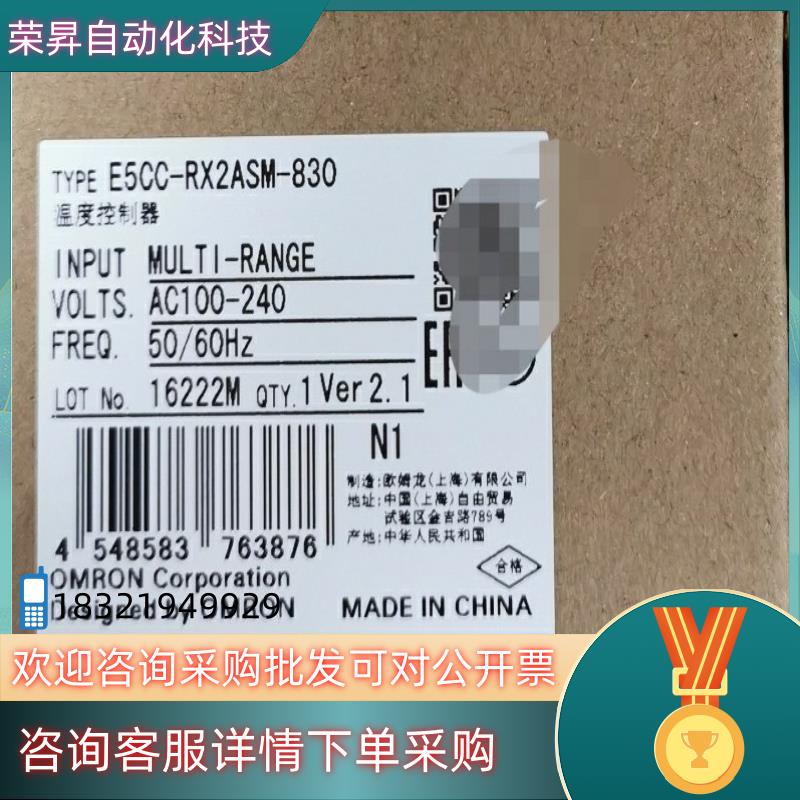 荣昇自动化科技
TYPE E5CC-RX2ASM-830
温度控制器
INPUT MULTI-RANGE
VOLTS. AC100-240
FREQ. 50/60Hz
LOT No. 16222M QTY. 1 Ver 2.1
N1
制造:欧姆龙(上海)有限公司
地址:中国(上海)自由贸易
试验区金吉路789号
产地:中华人民共和国
4 548583 763876
合格
OMRON Corporation
18321949929
Designed by OMRON
MADE IN CHINA
欢迎咨询采购批发可对公开票
咨询客服详情下单采购